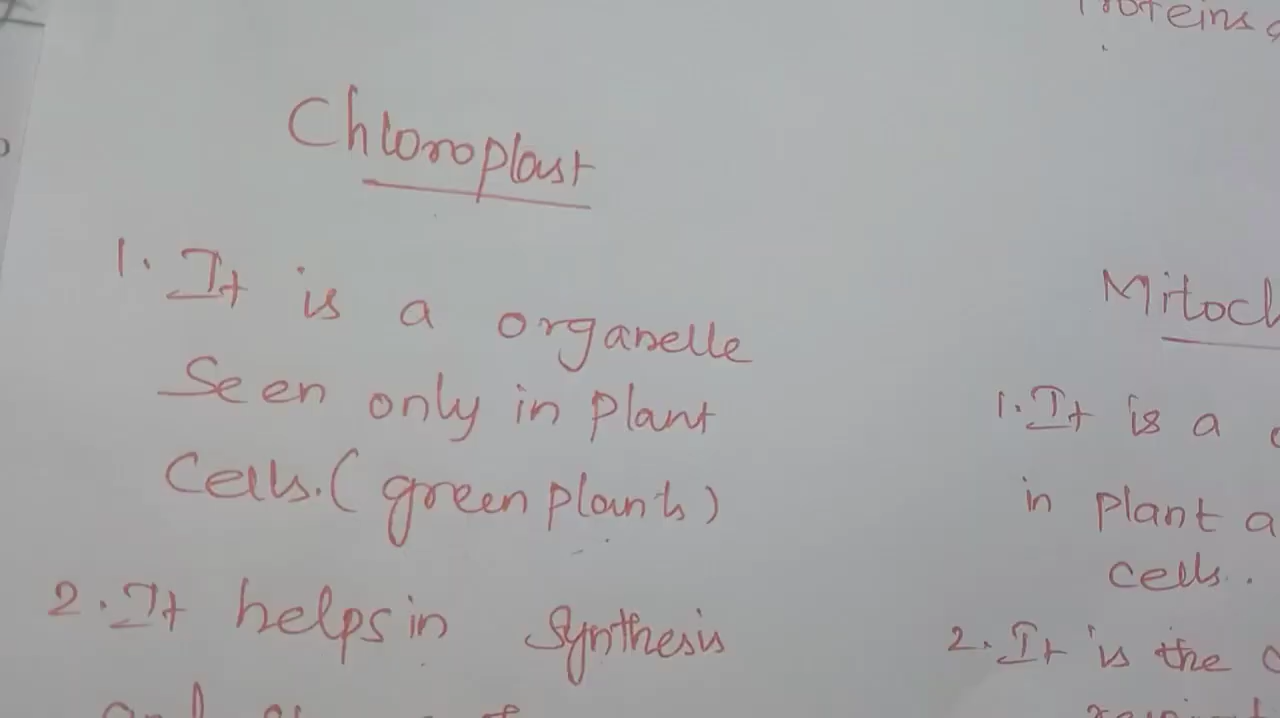 Proteins
Chloroplast
1. It is a organelle
Seen only in plant
Cells. (green plants)
2. It helps in synthesis
Mitoch
1. It is a
in plant a
cells.
2. It is the